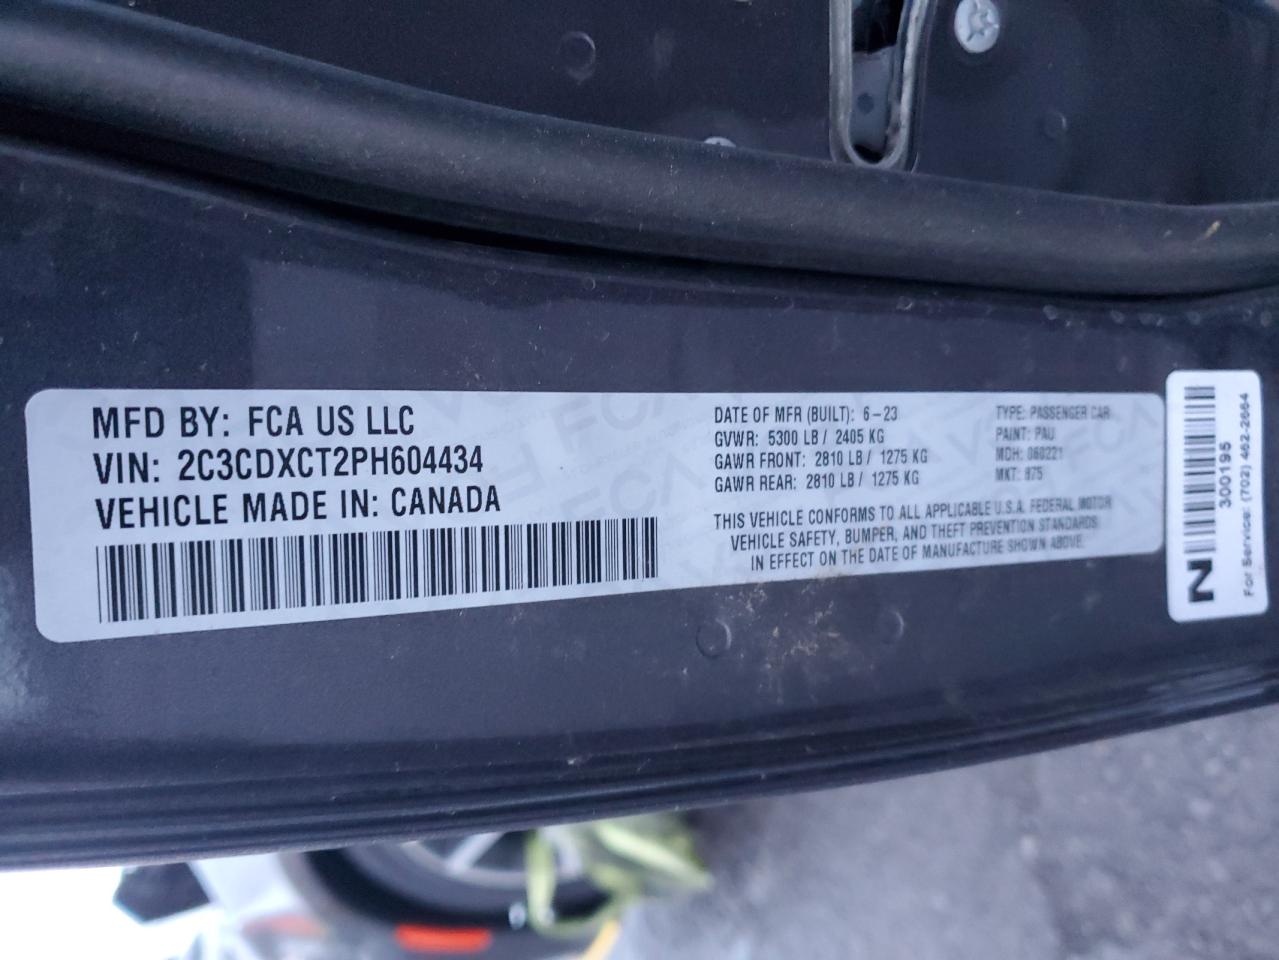 MFD BY: FCA US LLC
VIN: 2C3CDXCT2PH604434
VEHICLE MADE IN: CANADA
DATE OF MFR (BUILT): 6-23
GVWR: 5300 LB / 2405 KG
GAWR FRONT: 2810 LB / 1275 KG
GAWR REAR: 2810 LB / 1275 KG
TYPE: PASSENGER CAR
PAINT: PAU
MDH: 060221
MKT: 875
THIS VEHICLE CONFORMS TO ALL APPLICABLE U.S.A. FEDERAL MOTOR
VEHICLE SAFETY, BUMPER, AND THEFT PREVENTION STANDARDS
IN EFFECT ON THE DATE OF MANUFACTURE SHOWN ABOVE.
N
300195
For Service: (702) 462-2664